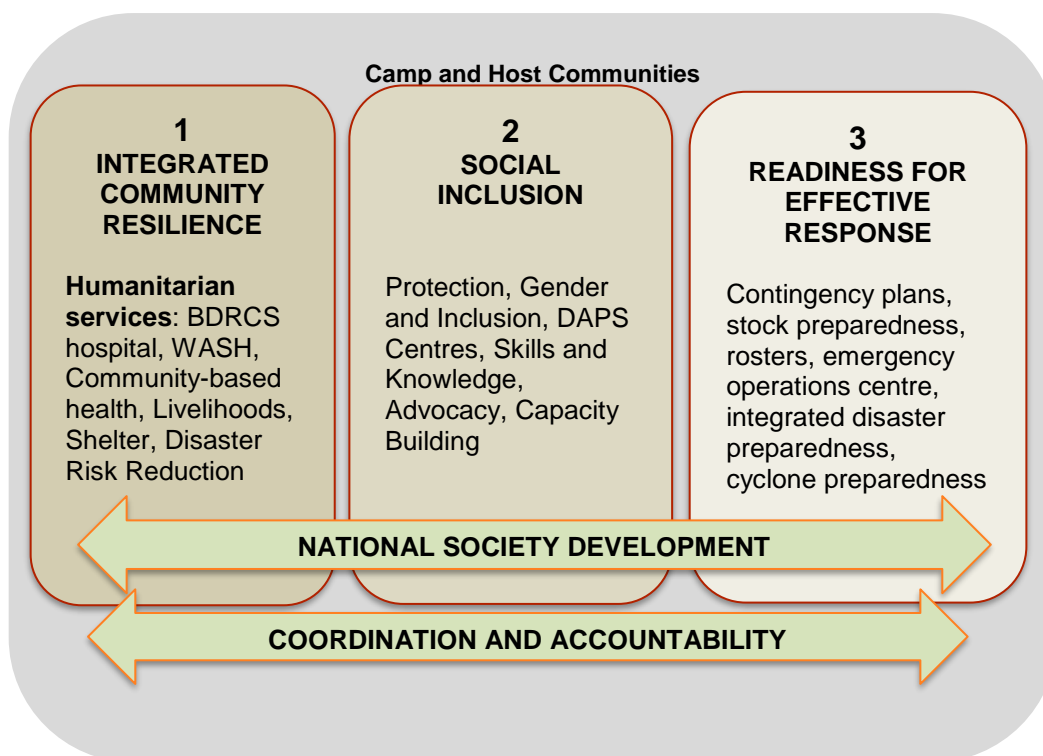 Camp and Host Communities
1
INTEGRATED
COMMUNITY
RESILIENCE
Humanitarian
services: BDRCS
hospital, WASH,
Community-based
health, Livelihoods,
Shelter, Disaster
Risk Reduction
2
SOCIAL
INCLUSION
Protection, Gender
and Inclusion, DAPS
Centres, Skills and
Knowledge,
Advocacy, Capacity
Building
3
READINESS FOR
EFFECTIVE
RESPONSE
Contingency plans,
stock preparedness,
rosters, emergency
operations centre,
integrated disaster
preparedness,
cyclone preparedness
NATIONAL SOCIETY DEVELOPMENT
COORDINATION AND ACCOUNTABILITY